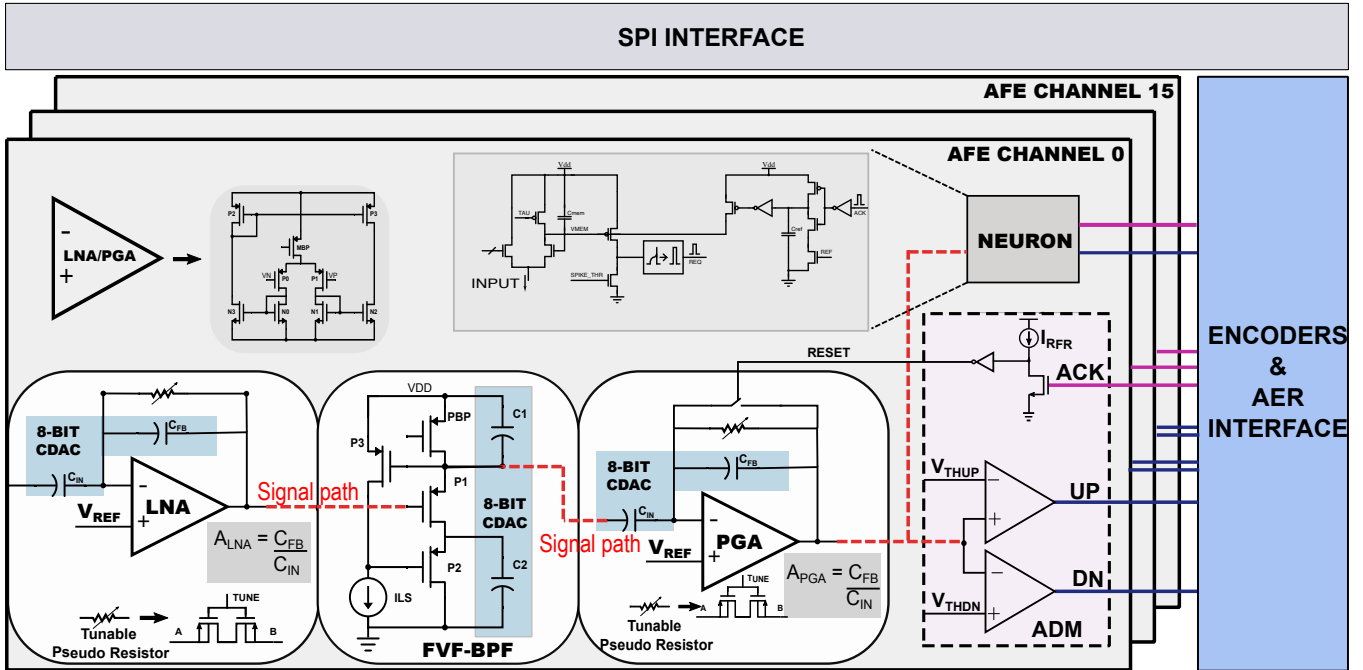 SPI INTERFACE
AFE CHANNEL 15
AFE CHANNEL 0
ENCODERS
&
AER
INTERFACE
−
LNA/PGA
+
P2
P3
MBP
VN
P0
P1
VP
N3
N0
N1
N2
Vdd
TAU
Cmem
VMEM
INPUT
SPIKE_THR
REQ
Vdd
Cref
ACK
REF
NEURON
RESET
I_RFR
ACK
V_THUP
−
+
UP
−
+
V_THDN
DN
ADM
8-BIT
CDAC
C_FB
C_IN
−
LNA
+
V_REF
A_LNA = C_FB
C_IN
TUNE
A
B
Tunable
Pseudo Resistor
Signal path
VDD
PBP
P3
C1
P1
8-BIT
CDAC
P2
C2
ILS
FVF-BPF
Signal path
8-BIT
CDAC
C_FB
C_IN
−
PGA
+
V_REF
A_PGA = C_FB
C_IN
TUNE
A
B
Tunable
Pseudo Resistor